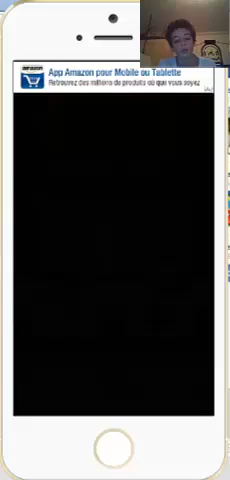 amazon
App Amazon pour Mobile ou Tablette
Retrouvez des millions de produits où que vous soyez